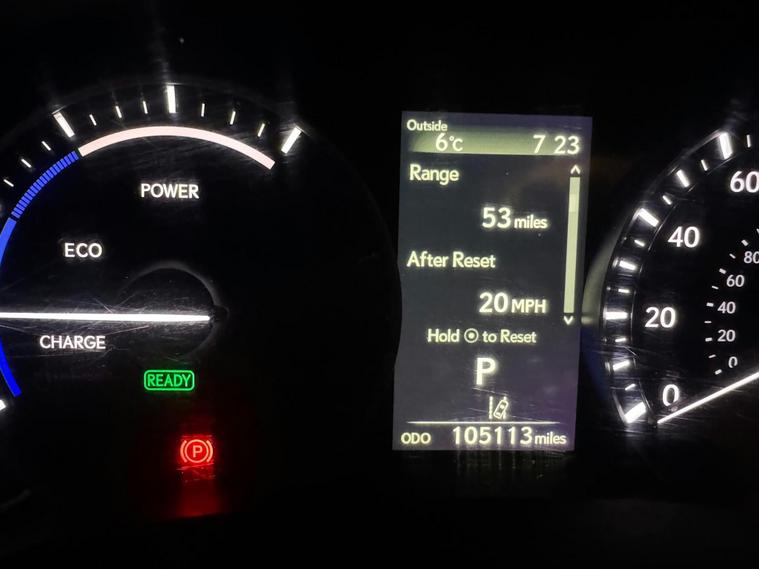 POWER
ECO
CHARGE
READY
P
Outside
6°C 7 23
Range
53 miles
After Reset
20 MPH
Hold to Reset
P
ODO 105113 miles
60
40
20
0
80
60
40
20
0